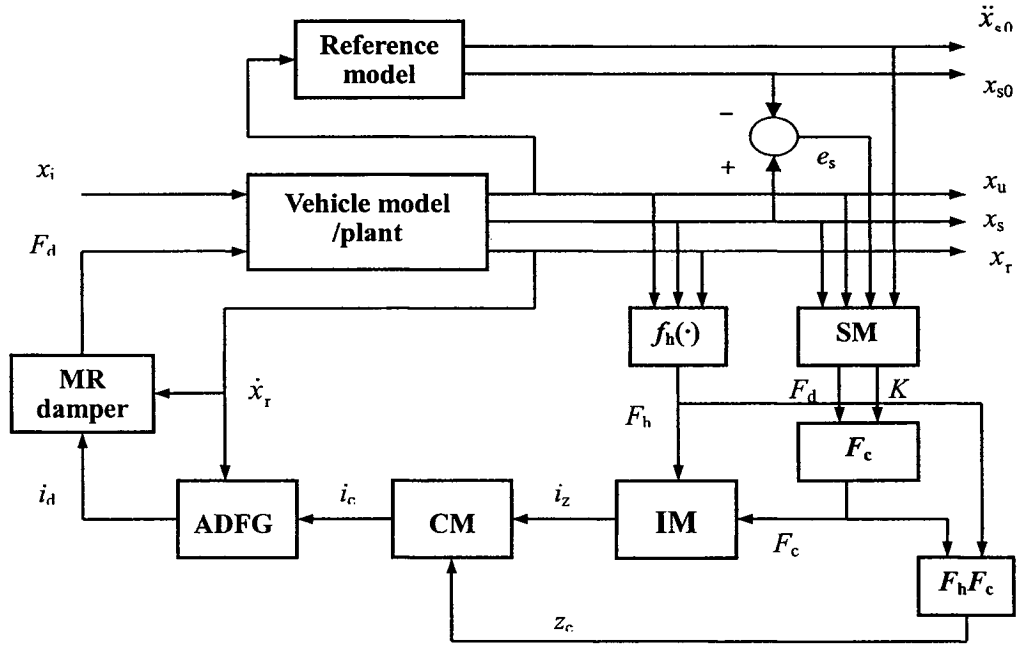 ẍs0
Reference
model
xs0
−
es
+
xi
Vehicle model
/plant
xu
xs
Fd
xr
fh(·)
SM
MR
damper
ẋr
Fd
K
Fh
Fc
id
ADFG
ic
CM
iz
IM
Fc
FhFc
zc